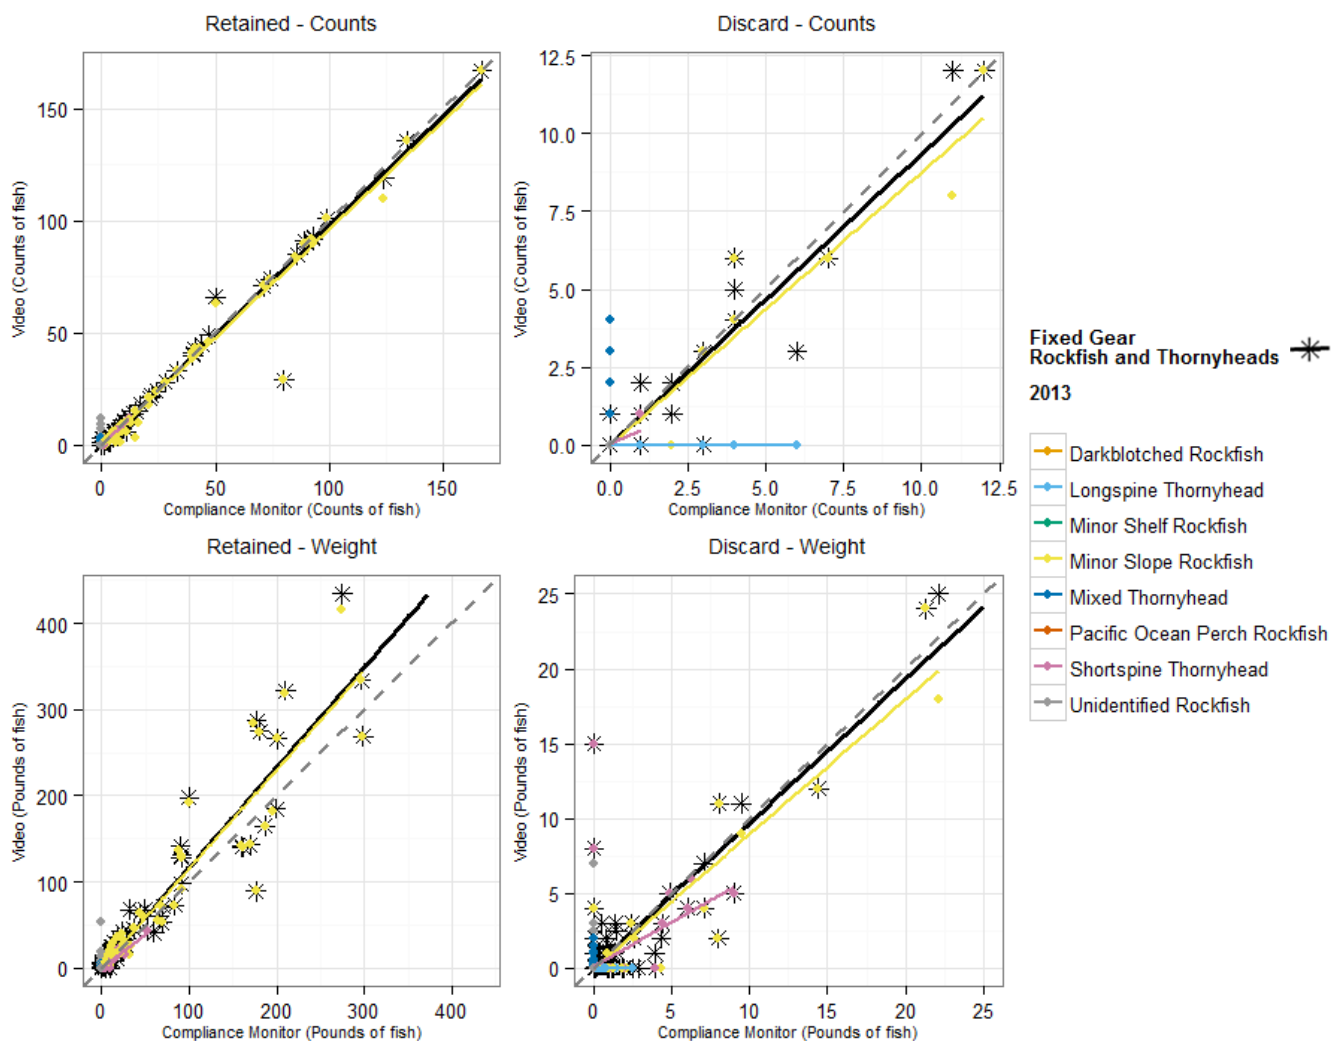 Retained - Counts
Discard - Counts
Video (Counts of fish)
150
100
50
0
0
50
100
150
Compliance Monitor (Counts of fish)
Video (Counts of fish)
12.5
10.0
7.5
5.0
2.5
0.0
0.0
2.5
5.0
7.5
10.0
12.5
Compliance Monitor (Counts of fish)
Retained - Weight
Discard - Weight
Video (Pounds of fish)
400
300
200
100
0
0
100
200
300
400
Compliance Monitor (Pounds of fish)
Video (Pounds of fish)
25
20
15
10
5
0
0
5
10
15
20
25
Compliance Monitor (Pounds of fish)
Fixed Gear
Rockfish and Thornyheads
2013
Darkblotched Rockfish
Longspine Thornyhead
Minor Shelf Rockfish
Minor Slope Rockfish
Mixed Thornyhead
Pacific Ocean Perch Rockfish
Shortspine Thornyhead
Unidentified Rockfish